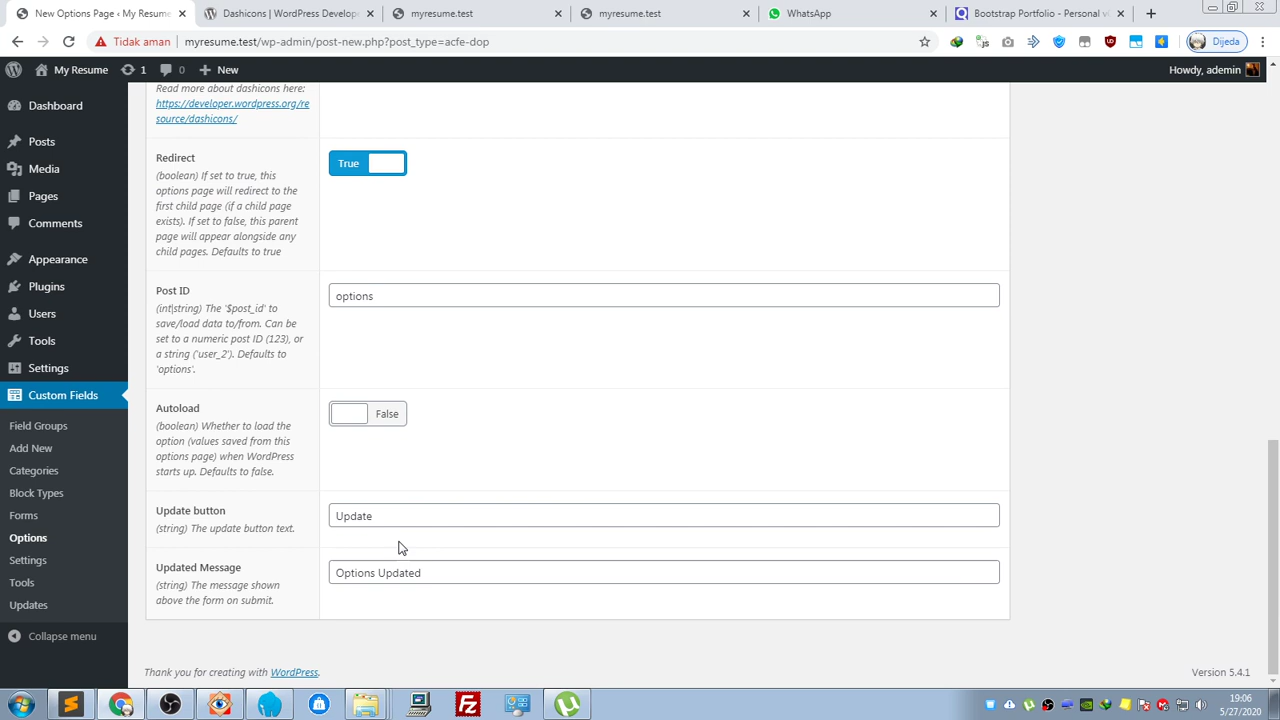 New Options Page ‹ My Resume
Dashicons | WordPress Develope
myresume.test
myresume.test
WhatsApp
Bootstrap Portfolio - Personal vi
Tidak aman
myresume.test/wp-admin/post-new.php?post_type=acfe-dop
Dijeda
My Resume
1
0
New
Howdy, ademin
Dashboard
Posts
Media
Pages
Comments
Appearance
Plugins
Users
Tools
Settings
Custom Fields
Field Groups
Add New
Categories
Block Types
Forms
Options
Settings
Tools
Updates
Collapse menu
Read more about dashicons here:
https://developer.wordpress.org/re
source/dashicons/
Redirect
(boolean) If set to true, this
options page will redirect to the
first child page (if a child page
exists). If set to false, this parent
page will appear alongside any
child pages. Defaults to true
True
Post ID
(int|string) The '$post_id' to
save/load data to/from. Can be
set to a numeric post ID (123), or
a string ('user_2'). Defaults to
'options'.
options
Autoload
(boolean) Whether to load the
option (values saved from this
options page) when WordPress
starts up. Defaults to false.
False
Update button
(string) The update button text.
Update
Updated Message
(string) The message shown
above the form on submit.
Options Updated
Thank you for creating with WordPress.
Version 5.4.1
19:06
5/27/2020